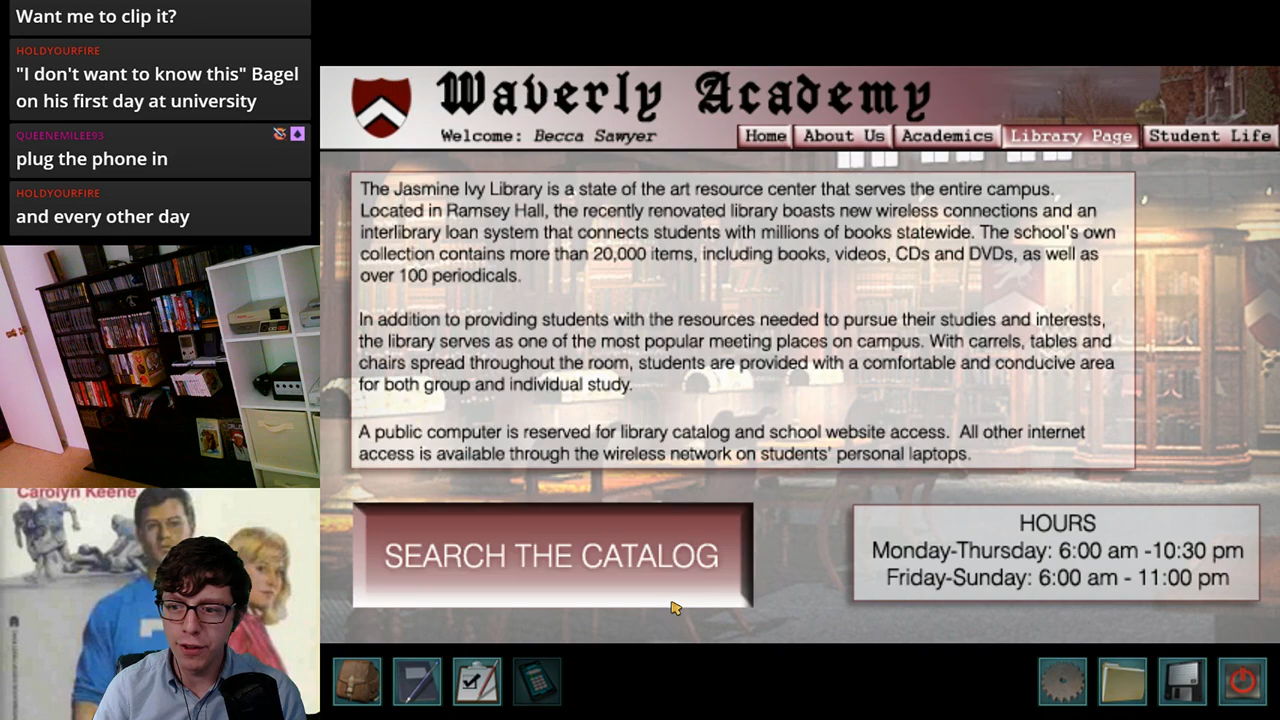 Want me to clip it?
HOLDYOURFIRE
"I don't want to know this" Bagel
on his first day at university
QUEENEMILEE93
plug the phone in
HOLDYOURFIRE
and every other day
Carolyn Keene
Waverly Academy
Welcome: Becca Sawyer
Home
About Us
Academics
Library Page
Student Life
The Jasmine Ivy Library is a state of the art resource center that serves the entire campus.
Located in Ramsey Hall, the recently renovated library boasts new wireless connections and an
interlibrary loan system that connects students with millions of books statewide. The school's own
collection contains more than 20,000 items, including books, videos, CDs and DVDs, as well as
over 100 periodicals.
In addition to providing students with the resources needed to pursue their studies and interests,
the library serves as one of the most popular meeting places on campus. With carrels, tables and
chairs spread throughout the room, students are provided with a comfortable and conducive area
for both group and individual study.
A public computer is reserved for library catalog and school website access. All other internet
access is available through the wireless network on students' personal laptops.
SEARCH THE CATALOG
HOURS
Monday-Thursday: 6:00 am -10:30 pm
Friday-Sunday: 6:00 am - 11:00 pm